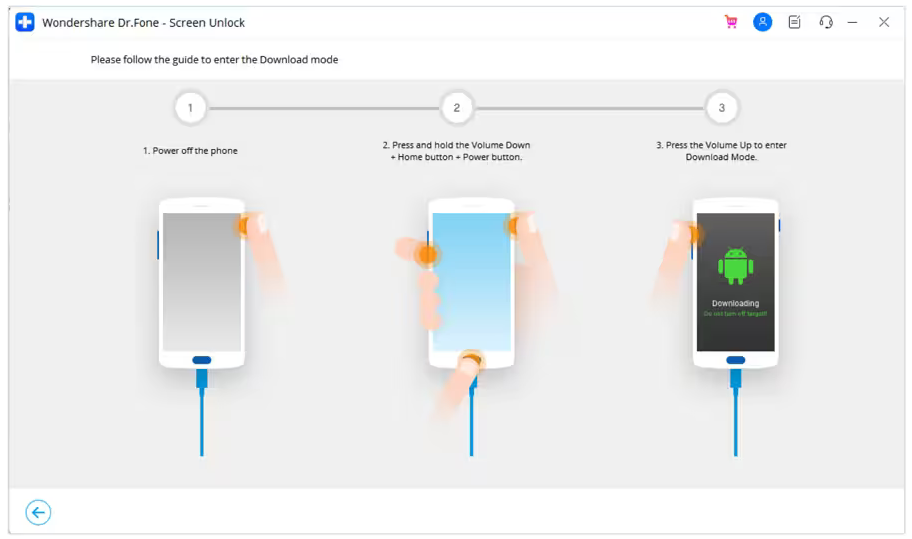 Wondershare Dr.Fone - Screen Unlock
Please follow the guide to enter the Download mode
1
2
3
1. Power off the phone
2. Press and hold the Volume Down
+ Home button + Power button.
3. Press the Volume Up to enter
Download Mode.
Downloading
Do not turn off target!!